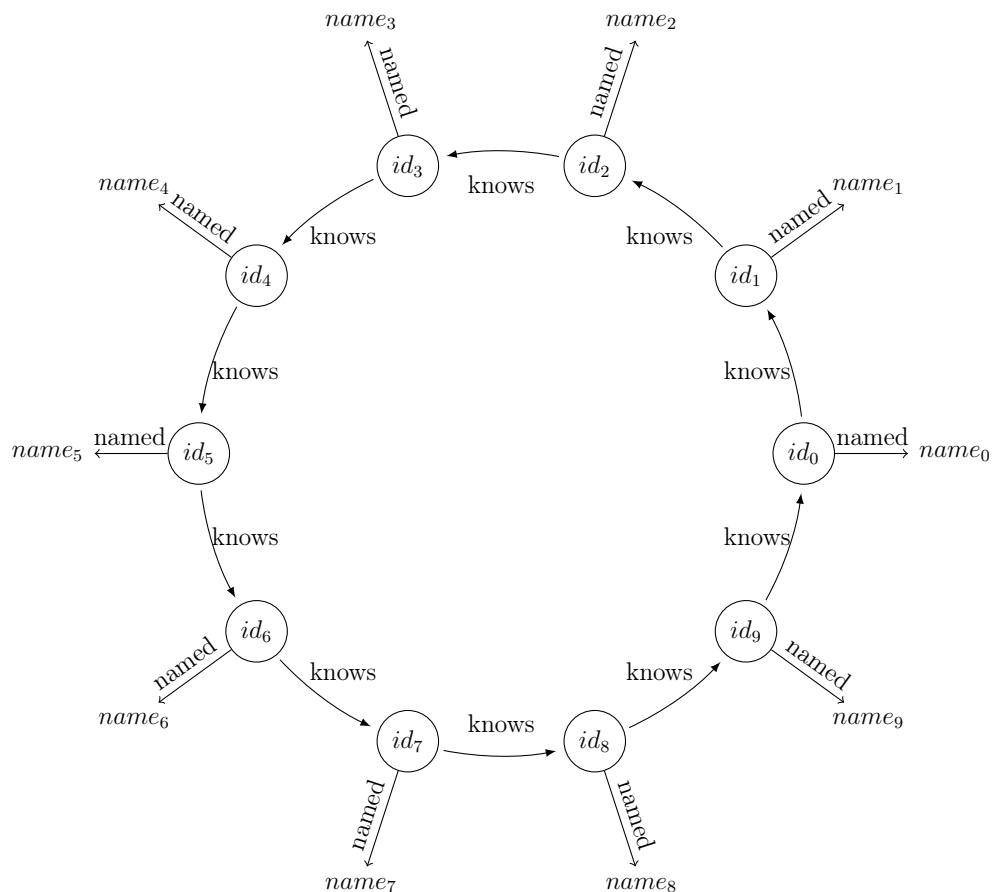 name₃ name₂
named named
id₃ id₂
knows
name₄ name₁
named named
knows knows
id₄ id₁
knows knows
name₅ named id₅ id₀ named name₀
knows knows
id₆ id₉
named named
knows knows
name₆ name₉
knows
id₇ id₈
named named
name₇ name₈